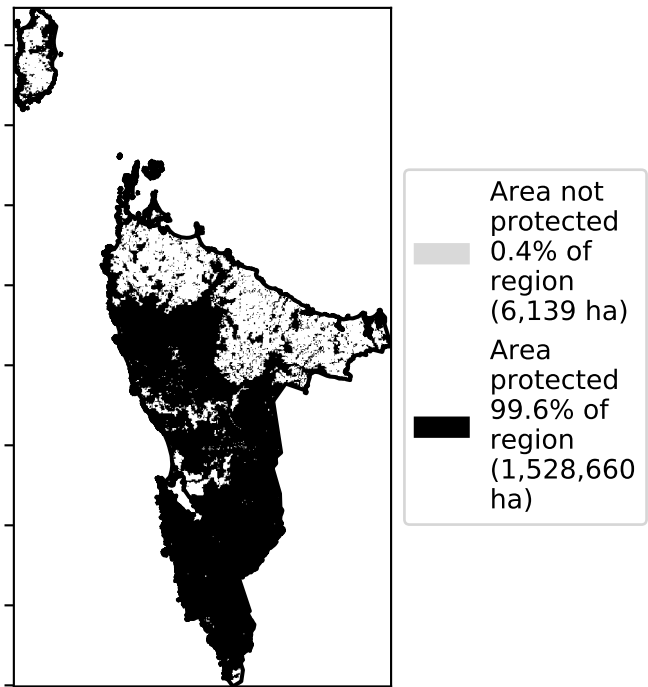 Area not
protected
0.4% of
region
(6,139 ha)
Area
protected
99.6% of
region
(1,528,660
ha)